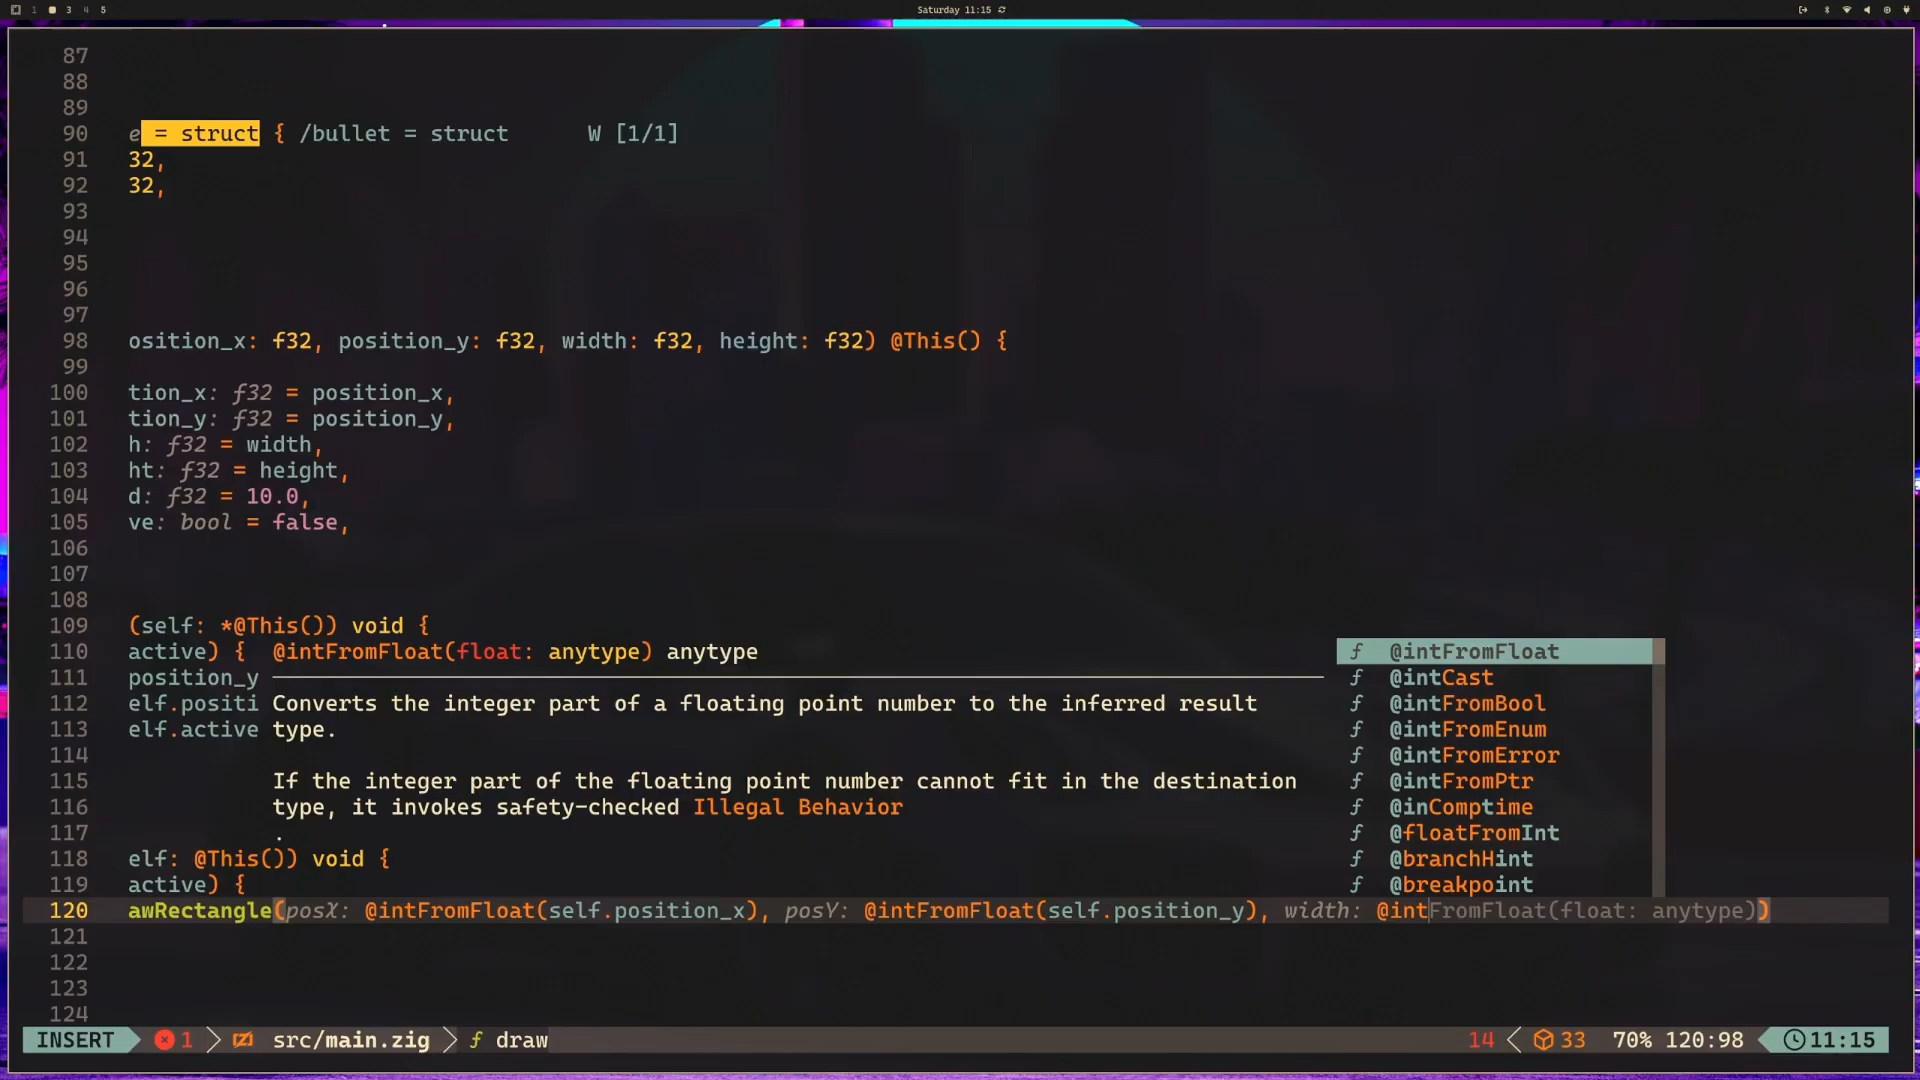 1 3 4 5 Saturday 11:15
87
88
89
90 e = struct { /bullet = struct W [1/1]
91 32,
92 32,
93
94
95
96
97
98 osition_x: f32, position_y: f32, width: f32, height: f32) @This() {
99
100 tion_x: f32 = position_x,
101 tion_y: f32 = position_y,
102 h: f32 = width,
103 ht: f32 = height,
104 d: f32 = 10.0,
105 ve: bool = false,
106
107
108
109 (self: *@This()) void {
110 active) { @intFromFloat(float: anytype) anytype ƒ @intFromFloat
111 position_y ƒ @intCast
112 elf.positi Converts the integer part of a floating point number to the inferred result ƒ @intFromBool
113 elf.active type. ƒ @intFromEnum
114 ƒ @intFromError
115 If the integer part of the floating point number cannot fit in the destination ƒ @intFromPtr
116 type, it invokes safety-checked Illegal Behavior ƒ @inComptime
117 . ƒ @floatFromInt
118 elf: @This()) void { ƒ @branchHint
119 active) { ƒ @breakpoint
120 awRectangle(posX: @intFromFloat(self.position_x), posY: @intFromFloat(self.position_y), width: @intFromFloat(float: anytype))
121
122
123
124
INSERT 1 src/main.zig ƒ draw 14 33 70% 120:98 11:15